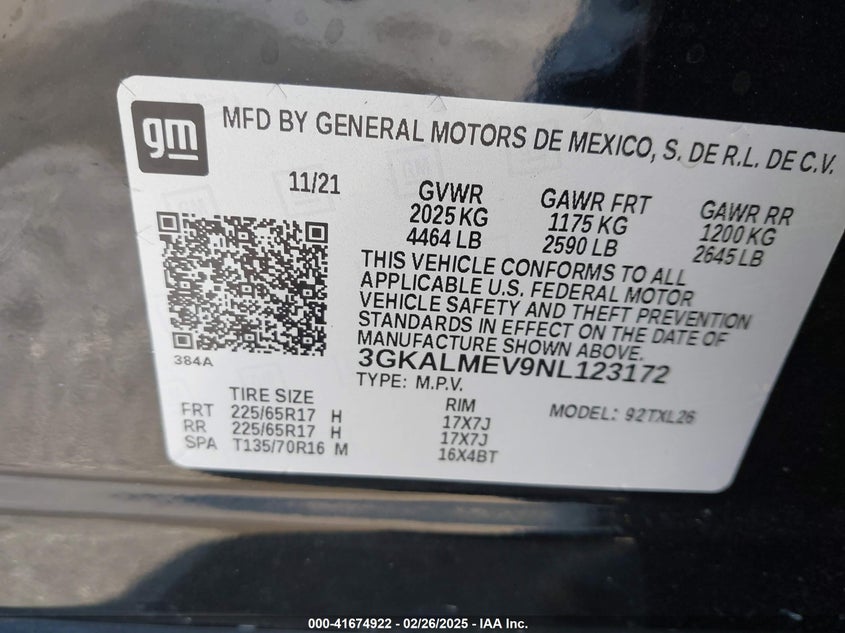 gm
MFD BY GENERAL MOTORS DE MEXICO, S. DE R.L. DE C.V.
11/21
GVWR
2025 KG
4464 LB
GAWR FRT
1175 KG
2590 LB
GAWR RR
1200 KG
2645 LB
THIS VEHICLE CONFORMS TO ALL
APPLICABLE U.S. FEDERAL MOTOR
VEHICLE SAFETY AND THEFT PREVENTION
STANDARDS IN EFFECT ON THE DATE OF
MANUFACTURE SHOWN ABOVE.
384A
3GKALMEV9NL123172
TYPE: M.P.V.
MODEL: 92TXL26
TIRE SIZE
RIM
FRT 225/65R17 H 17X7J
RR 225/65R17 H 17X7J
SPA T135/70R16 M 16X4BT
000-41674922 - 02/26/2025 - IAA Inc.